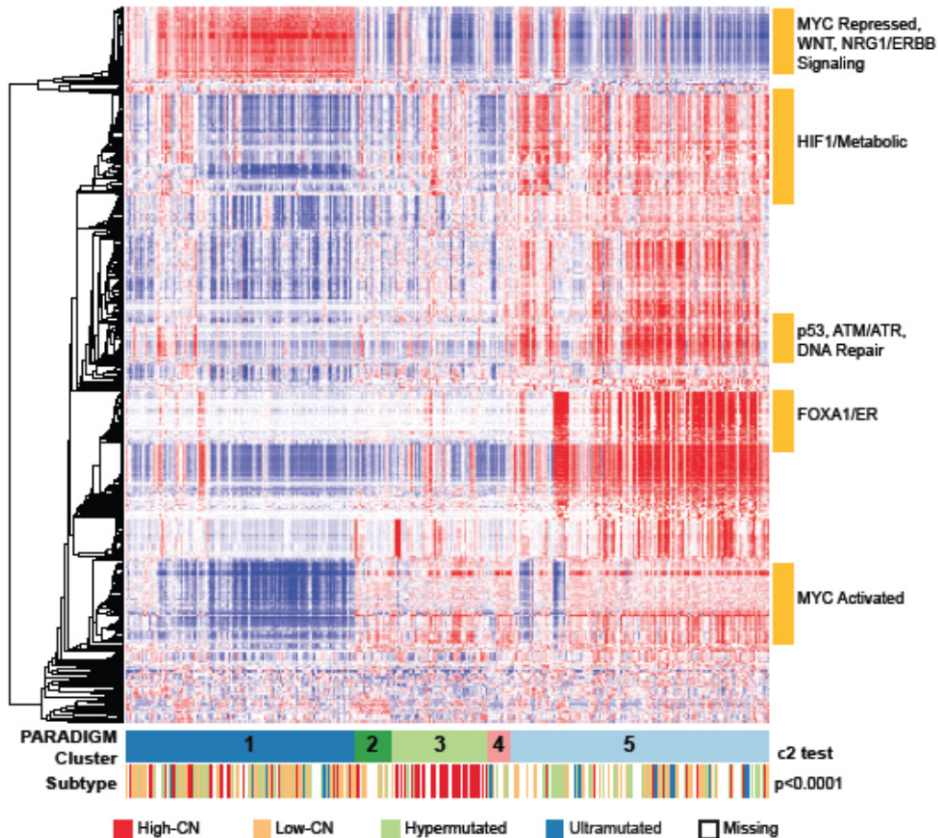 MYC Repressed,
WNT, NRG1/ERBB
Signaling
HIF1/Metabolic
p53, ATM/ATR,
DNA Repair
FOXA1/ER
MYC Activated
PARADIGM
Cluster
1 2 3 4 5
c2 test
Subtype
p<0.0001
High-CN Low-CN Hypermutated Ultramutated Missing